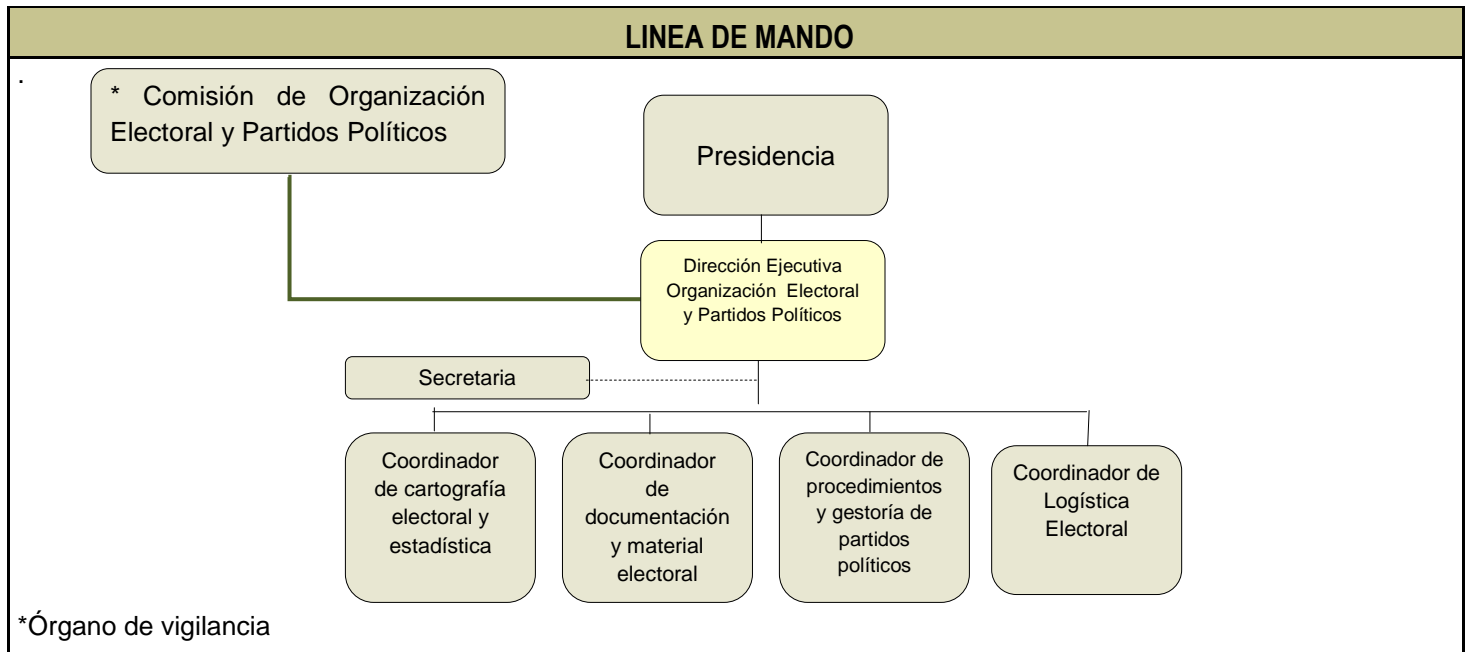 LINEA DE MANDO
.
* Comisión de Organización
Electoral y Partidos Políticos
Presidencia
Dirección Ejecutiva
Organización Electoral
y Partidos Políticos
Secretaria
Coordinador
de cartografía
electoral y
estadística
Coordinador
de
documentación
y material
electoral
Coordinador de
procedimientos
y gestoría de
partidos
políticos
Coordinador de
Logística
Electoral
*Órgano de vigilancia